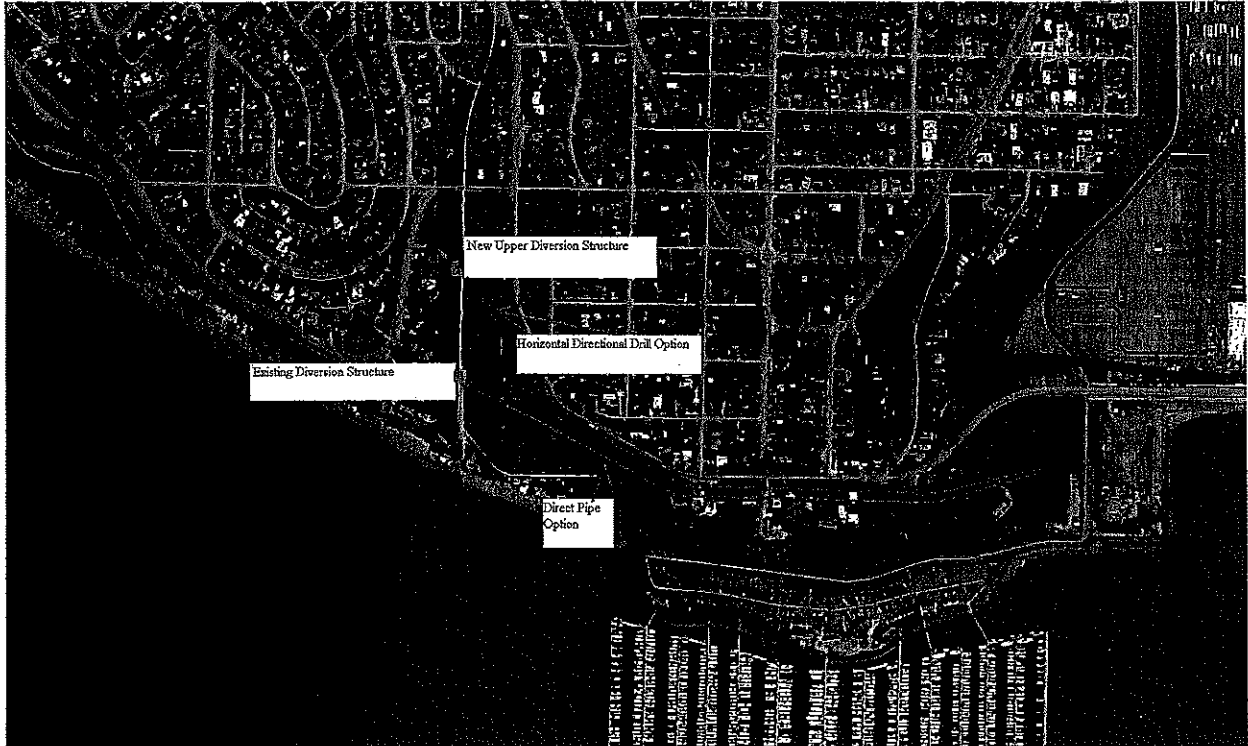 New Upper Diversion Structure
Horizontal Directional Drill Option
Existing Diversion Structure
Direct Pipe
Option